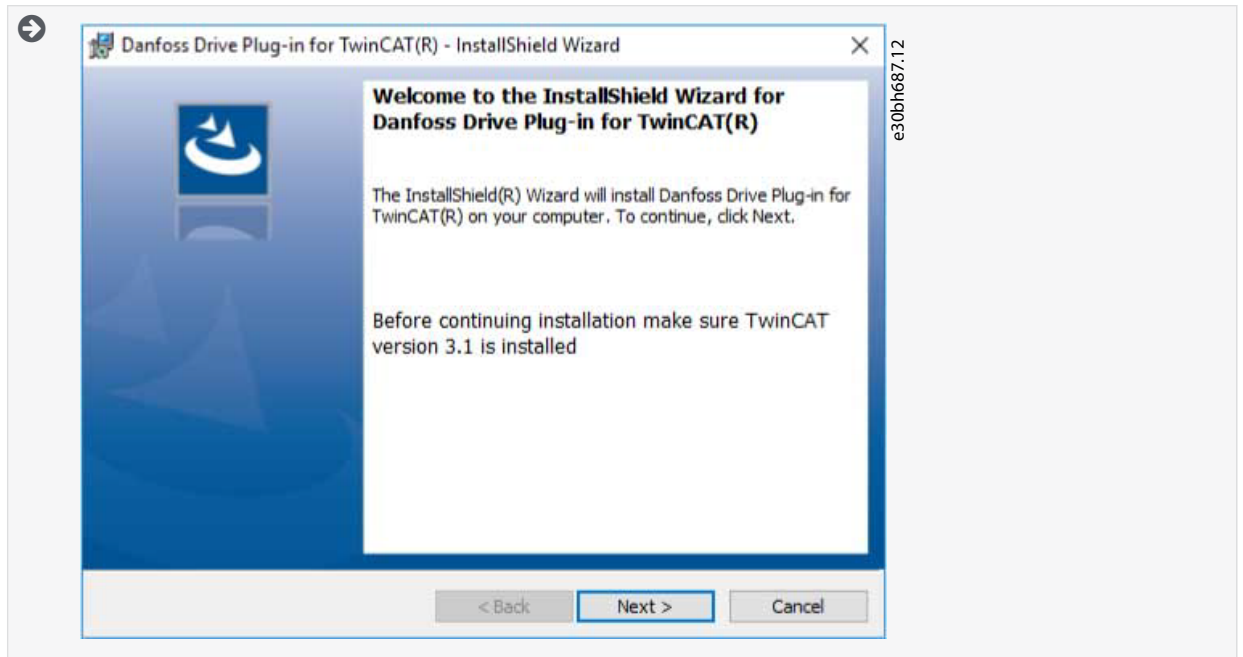 Danfoss Drive Plug-in for TwinCAT(R) - InstallShield Wizard
Welcome to the InstallShield Wizard for
Danfoss Drive Plug-in for TwinCAT(R)
The InstallShield(R) Wizard will install Danfoss Drive Plug-in for
TwinCAT(R) on your computer. To continue, click Next.
Before continuing installation make sure TwinCAT
version 3.1 is installed
< Back
Next >
Cancel
e30bh687.12